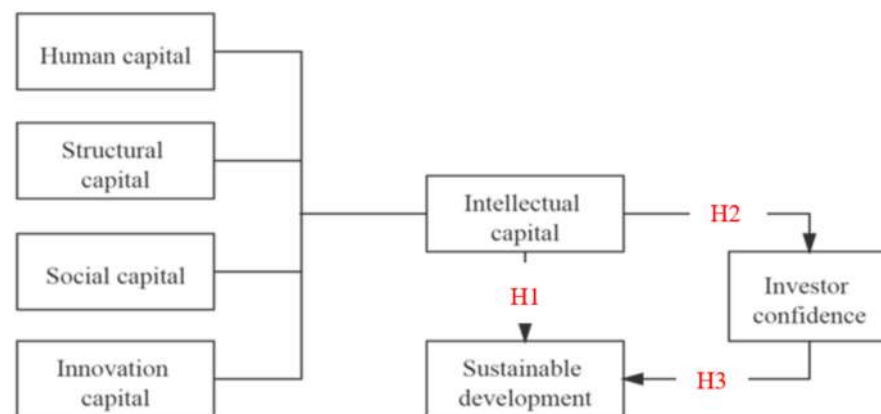 Human capital
Structural
capital
Social capital
Innovation
capital
Intellectual
capital
H2
H1
Investor
confidence
Sustainable
development
H3